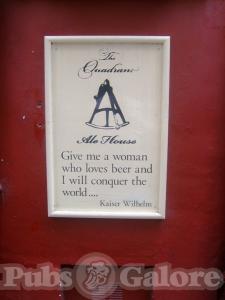 The
Quadrant
Ale House
Give me a woman
who loves beer and
I will conquer the
world....
Kaiser Wilhelm
Pubs Galore